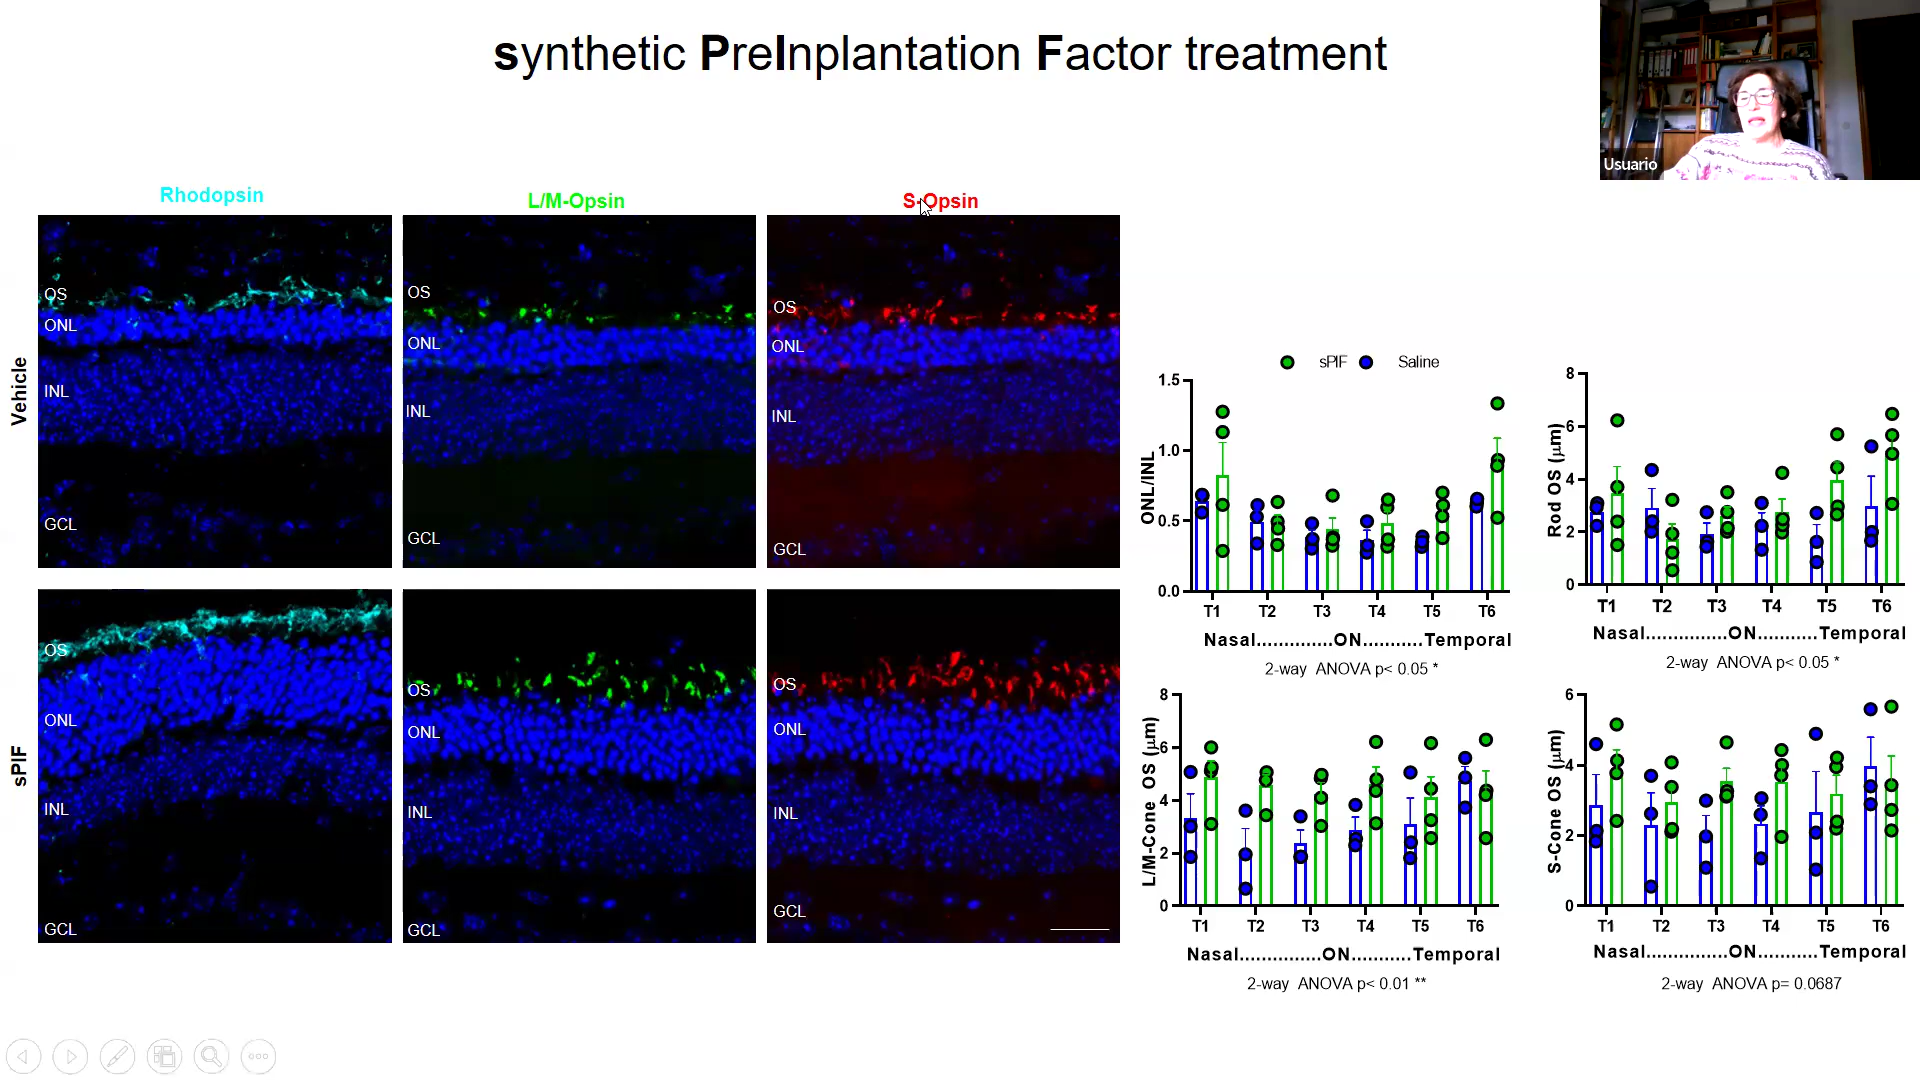 synthetic PreInplantation Factor treatment
Usuario
Rhodopsin
L/M-Opsin
S-Opsin
Vehicle
OS
ONL
INL
GCL
OS
ONL
INL
GCL
OS
ONL
INL
GCL
sPIF
OS
ONL
INL
GCL
OS
ONL
INL
GCL
OS
ONL
INL
GCL
sPIF Saline
ONL/INL
1.5
1.0
0.5
0.0
T1 T2 T3 T4 T5 T6
Nasal...............ON...........Temporal
2-way ANOVA p< 0.05 *
Rod OS (µm)
8
6
4
2
0
T1 T2 T3 T4 T5 T6
Nasal...............ON...........Temporal
2-way ANOVA p< 0.05 *
L/M-Cone OS (µm)
8
6
4
2
0
T1 T2 T3 T4 T5 T6
Nasal...............ON...........Temporal
2-way ANOVA p< 0.01 **
S-Cone OS (µm)
6
4
2
0
T1 T2 T3 T4 T5 T6
Nasal...............ON...........Temporal
2-way ANOVA p= 0.0687